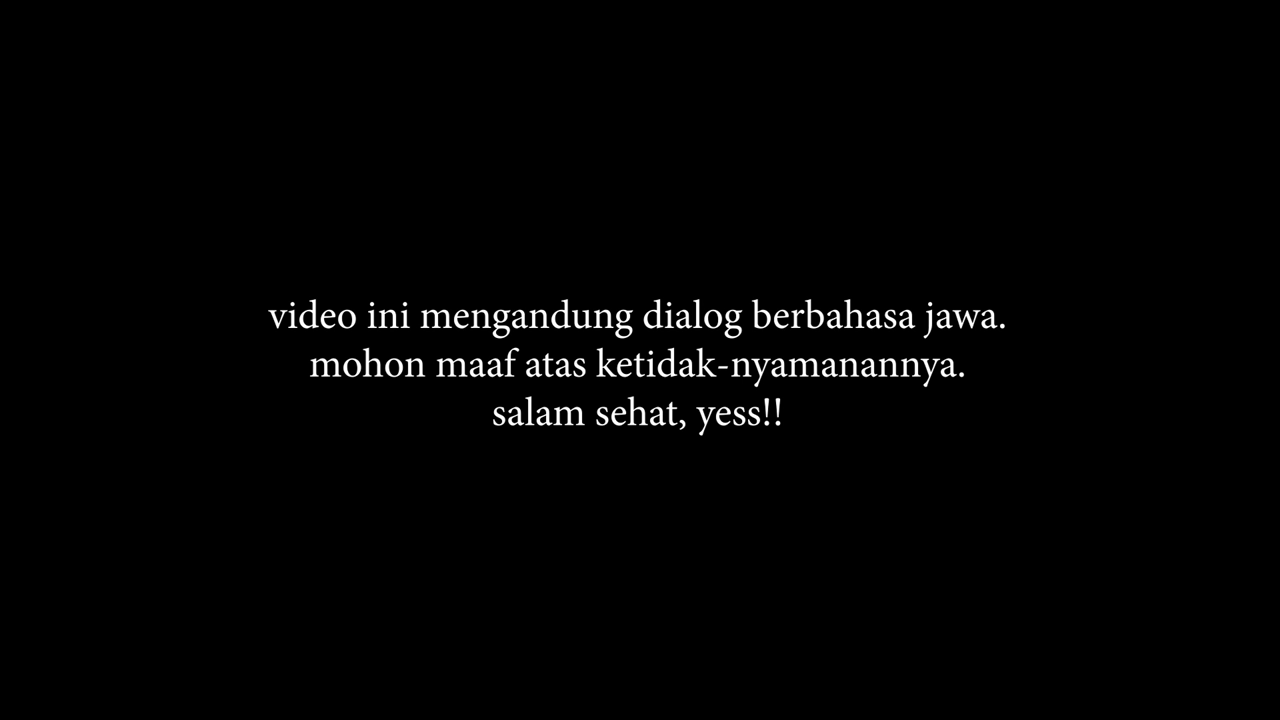 video ini mengandung dialog berbahasa jawa.
mohon maaf atas ketidak-nyamanannya.
salam sehat, yess!!